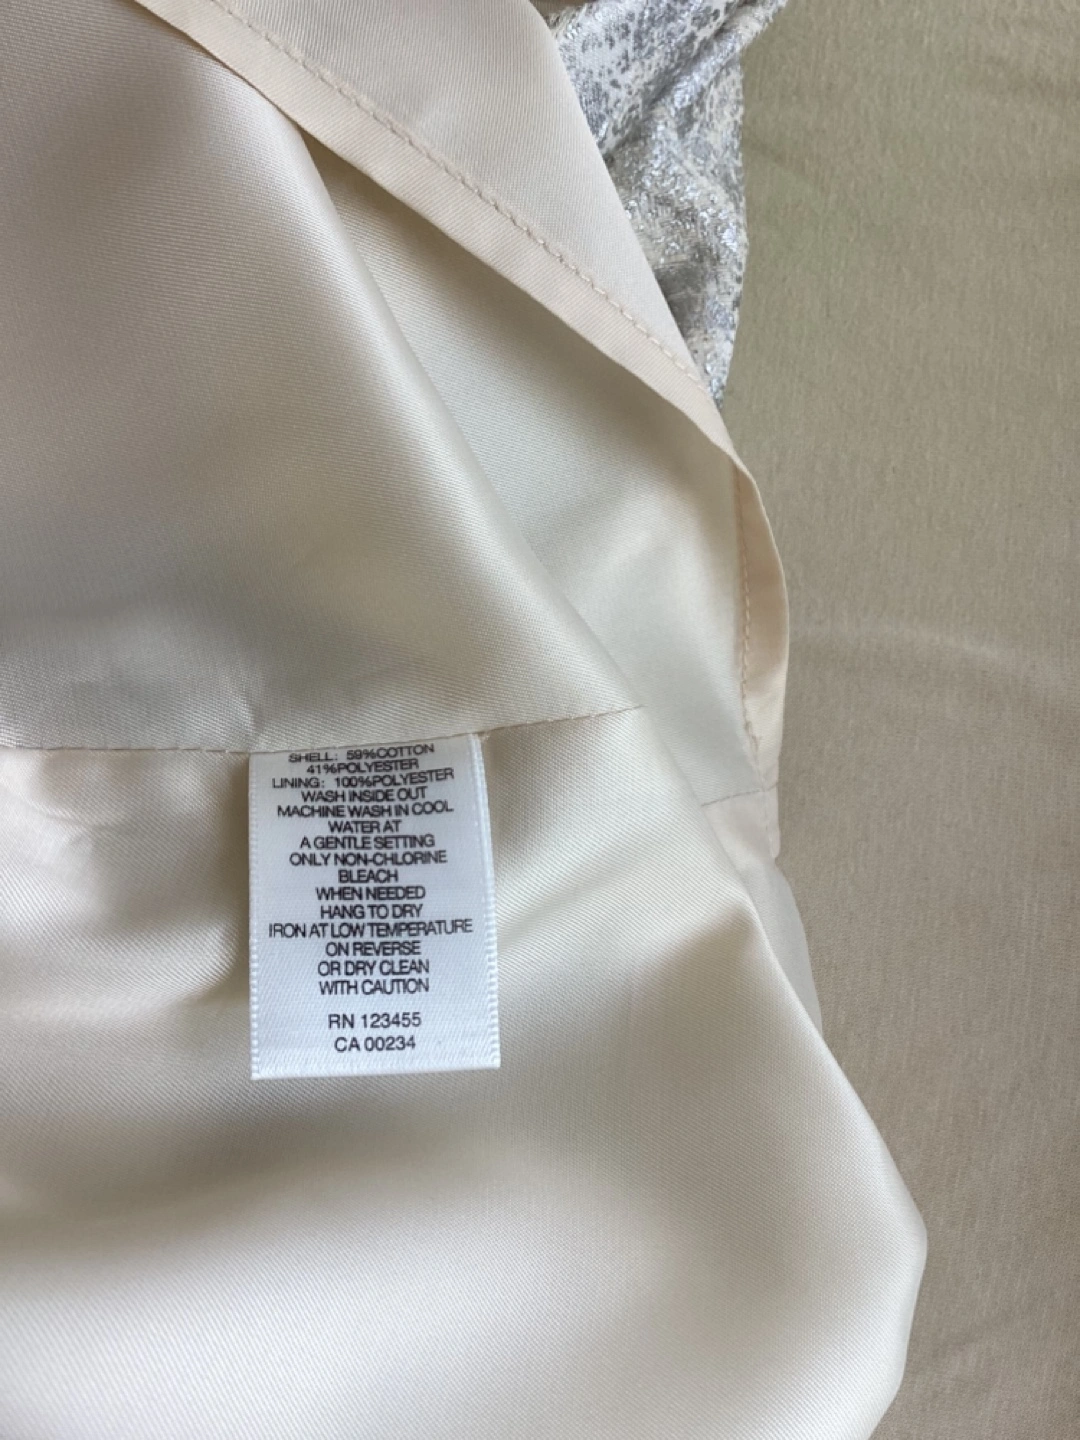 SHELL: 59%COTTON
41%POLYESTER
LINING: 100%POLYESTER
WASH INSIDE OUT
MACHINE WASH IN COOL
WATER AT
A GENTLE SETTING
ONLY NON-CHLORINE
BLEACH
WHEN NEEDED
HANG TO DRY
IRON AT LOW TEMPERATURE
ON REVERSE
OR DRY CLEAN
WITH CAUTION
RN 123455
CA 00234